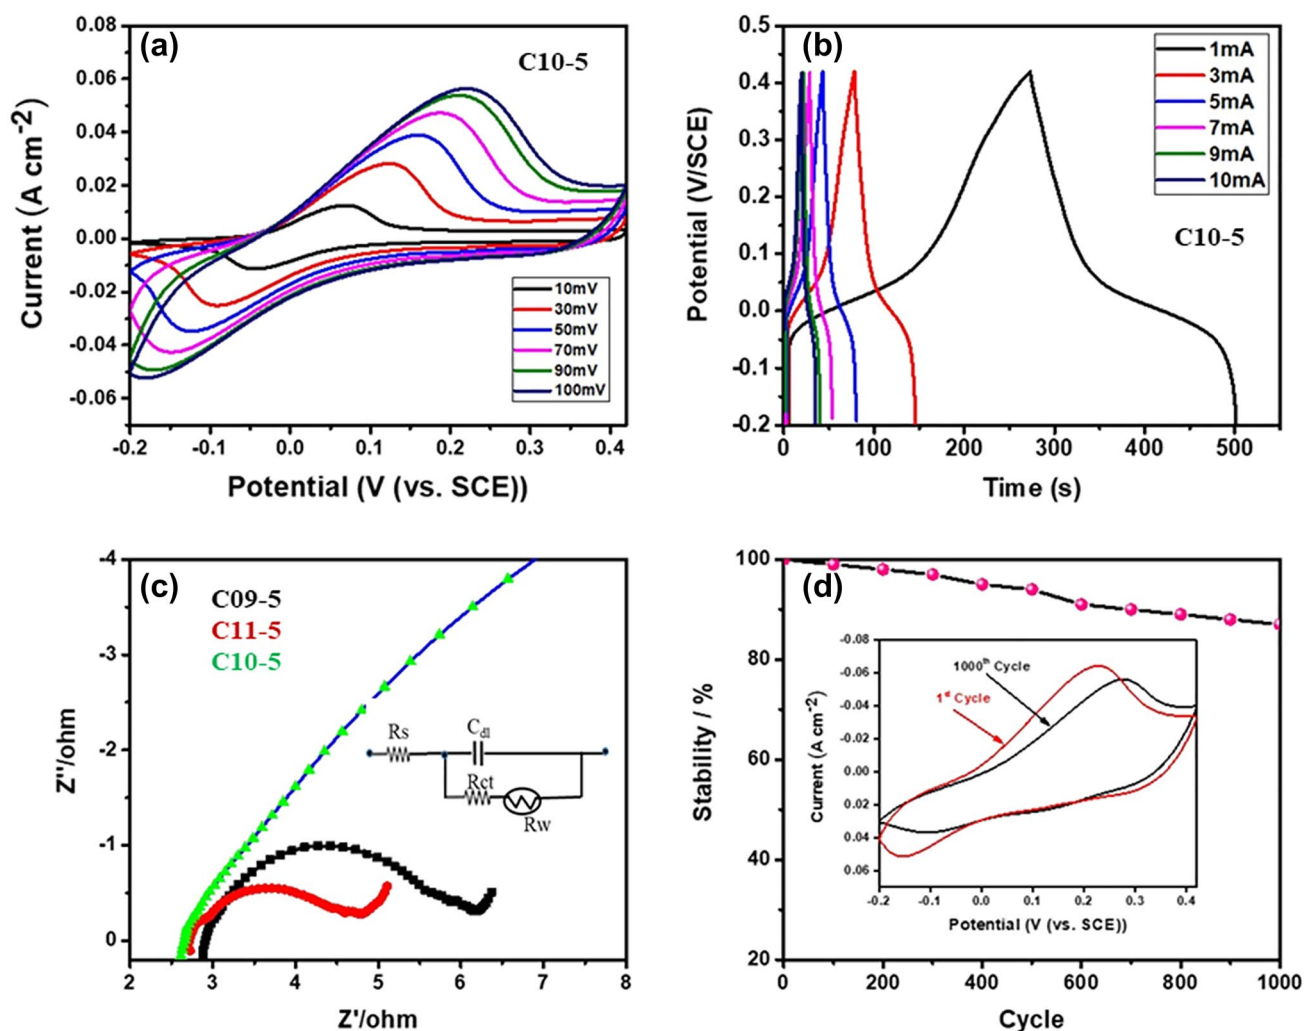 (a)
C10-5
0.08
0.06
0.04
0.02
0.00
-0.02
-0.04
-0.06
Current (A cm-2)
10mV
30mV
50mV
70mV
90mV
100mV
-0.2 -0.1 0.0 0.1 0.2 0.3 0.4
Potential (V (vs. SCE))
(b)
1mA
3mA
5mA
7mA
9mA
10mA
C10-5
0.5
0.4
0.3
0.2
0.1
0.0
-0.1
-0.2
Potential (V/SCE)
0 100 200 300 400 500
Time (s)
(c)
C09-5
C11-5
C10-5
-4
-3
-2
-1
0
Z''/ohm
Rs
Cdl
Rct
Rw
2 3 4 5 6 7 8
Z'/ohm
(d)
100
80
60
40
20
Stability / %
-0.08
-0.06
-0.04
-0.02
0.00
0.02
0.04
0.06
Current (A cm-2)
1000th Cycle
1st Cycle
-0.2 -0.1 0.0 0.1 0.2 0.3 0.4
Potential (V (vs. SCE))
0 200 400 600 800 1000
Cycle